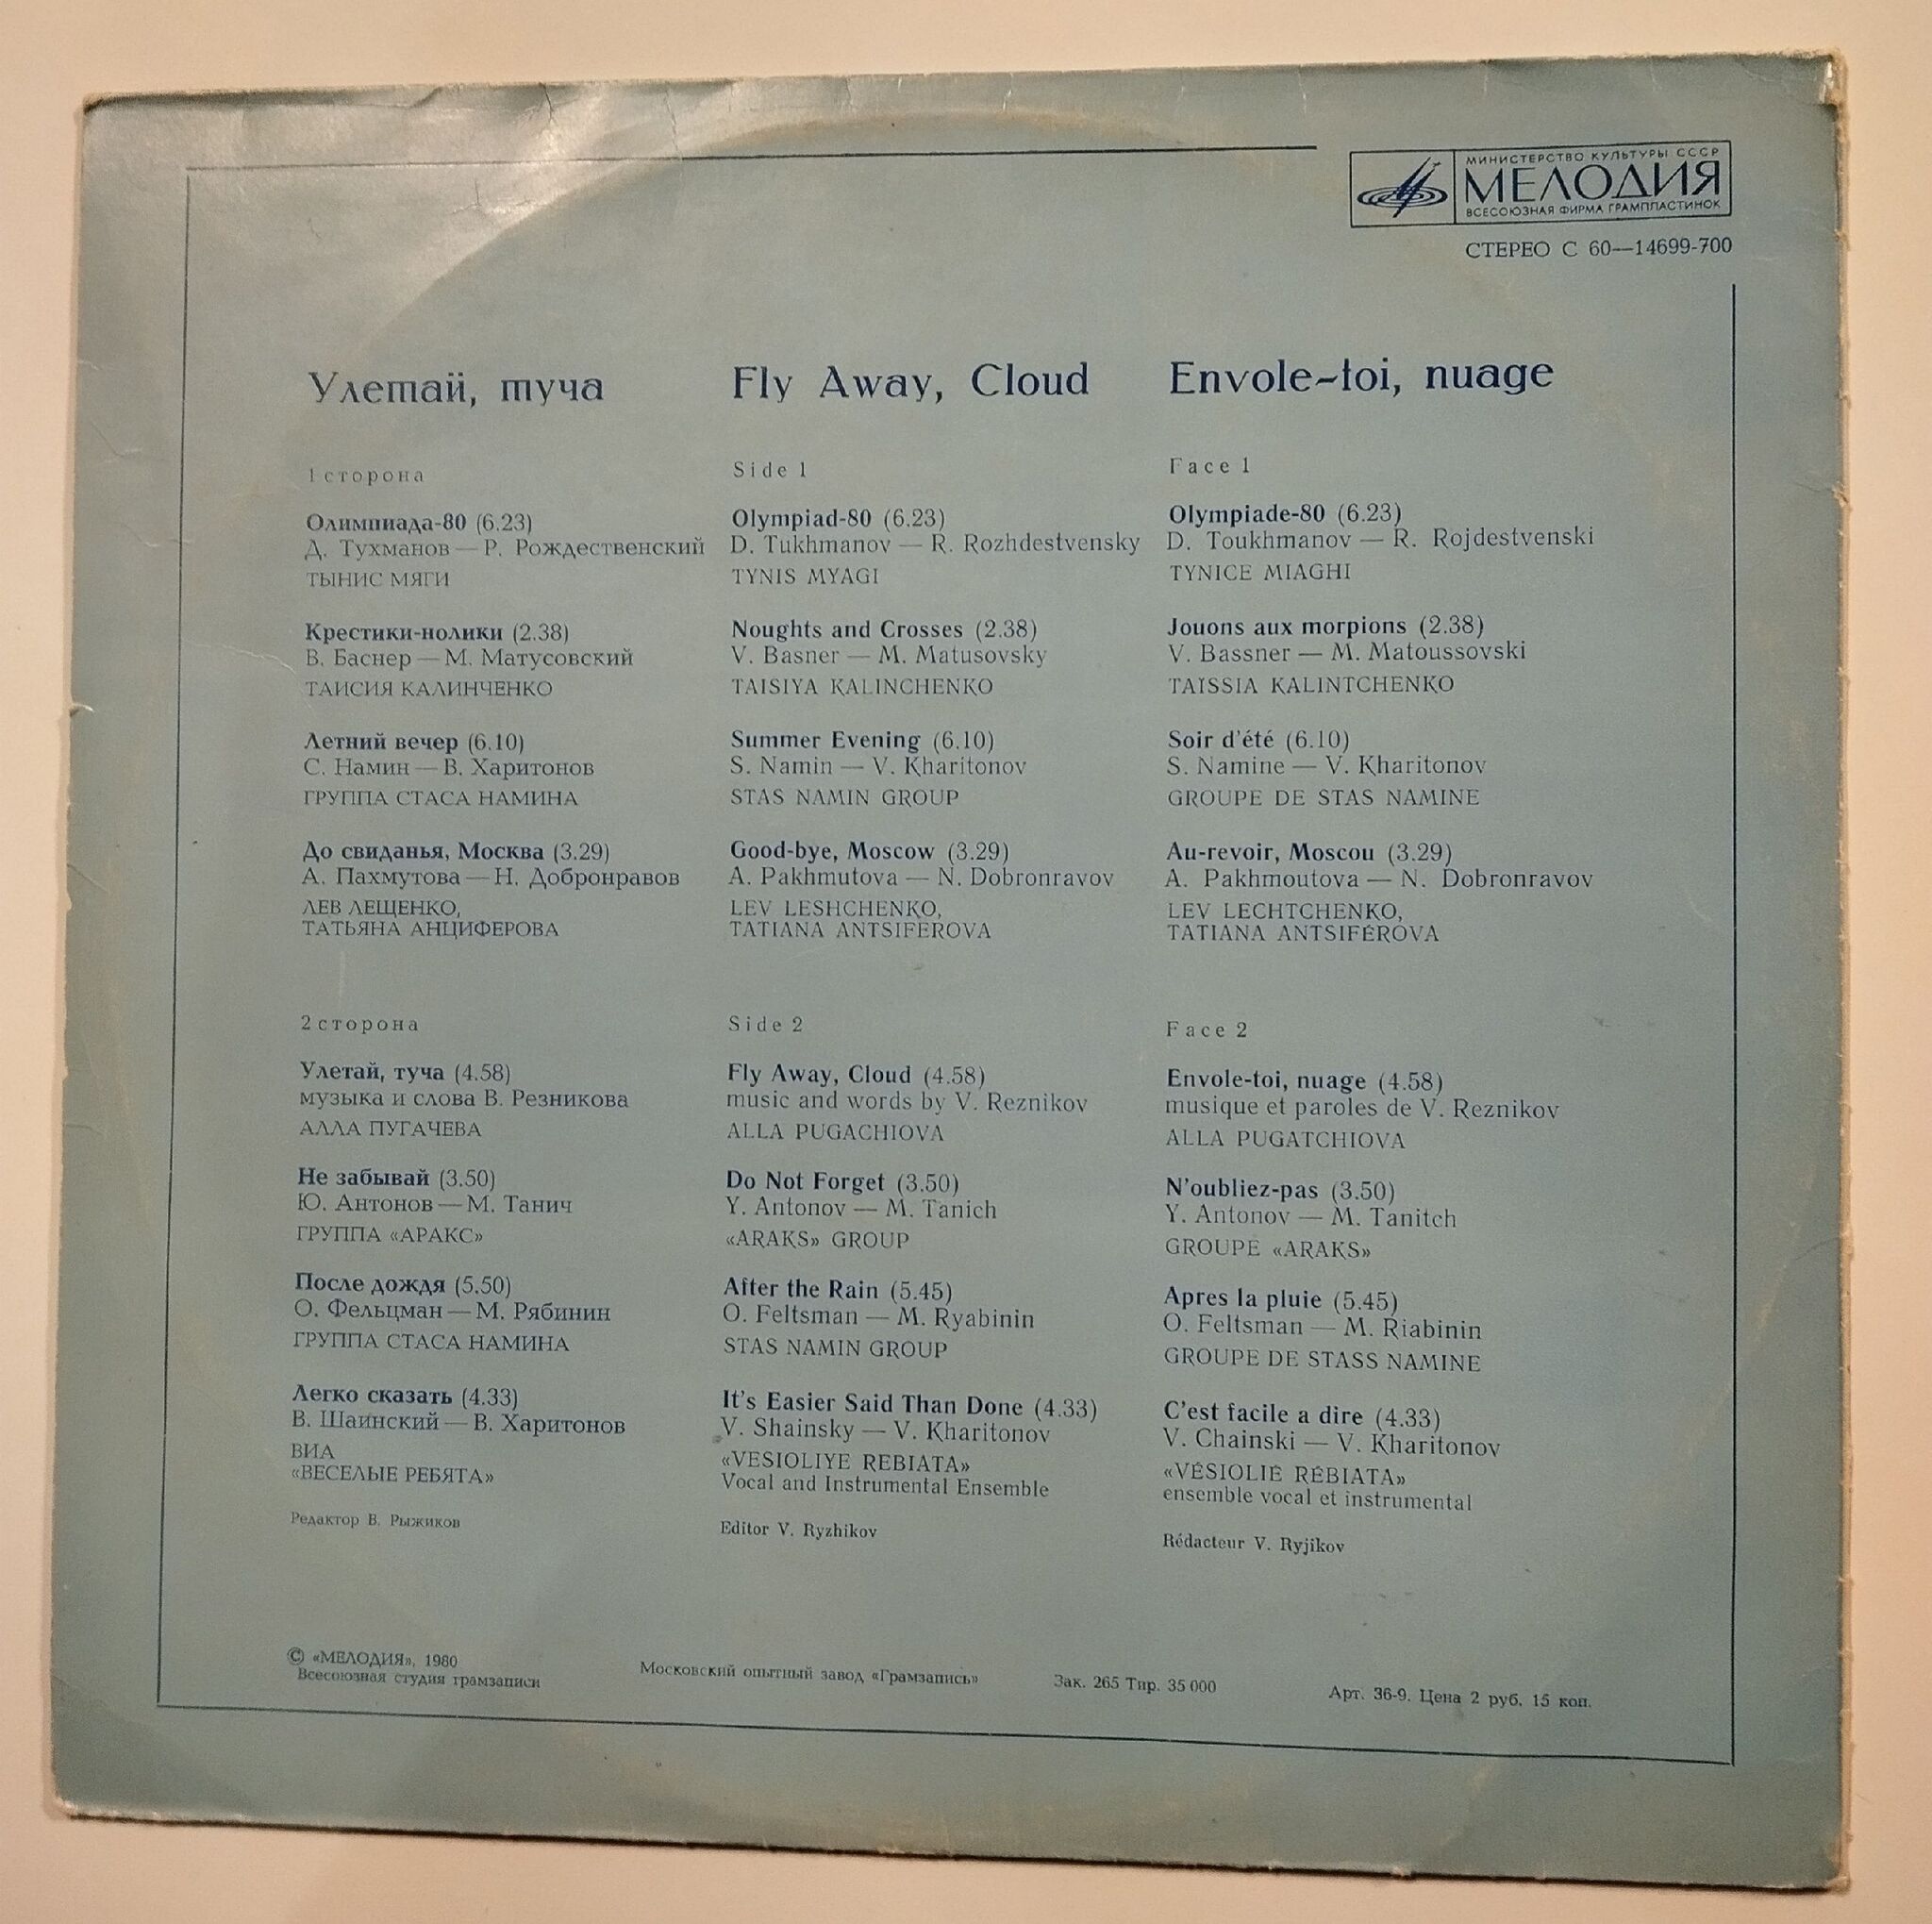 МИНИСТЕРСТВО КУЛЬТУРЫ СССР
МЕЛОДИЯ
ВСЕСОЮЗНАЯ ФИРМА ГРАМПЛАСТИНОК
СТЕРЕО С 60—14699-700
Улетай, туча
1 сторона
Олимпиада-80 (6.23)
Д. Тухманов — Р. Рождественский
ТЫНИС МЯГИ
Крестики-нолики (2.38)
В. Баснер — М. Матусовский
ТАИСИЯ КАЛИНЧЕНКО
Летний вечер (6.10)
С. Намин — В. Харитонов
ГРУППА СТАСА НАМИНА
До свиданья, Москва (3.29)
А. Пахмутова — Н. Добронравов
ЛЕВ ЛЕЩЕНКО,
ТАТЬЯНА АНЦИФЕРОВА
2 сторона
Улетай, туча (4.58)
музыка и слова В. Резникова
АЛЛА ПУГАЧЕВА
Не забывай (3.50)
Ю. Антонов — М. Танич
ГРУППА «АРАКС»
После дождя (5.50)
О. Фельцман — М. Рябинин
ГРУППА СТАСА НАМИНА
Легко сказать (4.33)
В. Шаинский — В. Харитонов
ВИА
«ВЕСЕЛЫЕ РЕБЯТА»
Редактор В. Рыжиков
Fly Away, Cloud
Side 1
Olympiad-80 (6.23)
D. Tukhmanov — R. Rozhdestvensky
TYNIS MYAGI
Noughts and Crosses (2.38)
V. Basner — M. Matusovsky
TAISIYA KALINCHENKO
Summer Evening (6.10)
S. Namin — V. Kharitonov
STAS NAMIN GROUP
Good-bye, Moscow (3.29)
A. Pakhmutova — N. Dobronravov
LEV LESHCHENKO,
TATIANA ANTSIFEROVA
Side 2
Fly Away, Cloud (4.58)
music and words by V. Reznikov
ALLA PUGACHIOVA
Do Not Forget (3.50)
Y. Antonov — M. Tanich
«ARAKS» GROUP
After the Rain (5.45)
O. Feltsman — M. Ryabinin
STAS NAMIN GROUP
It's Easier Said Than Done (4.33)
V. Shainsky — V. Kharitonov
«VESIOLIYE REBIATA»
Vocal and Instrumental Ensemble
Editor V. Ryzhikov
Envole-toi, nuage
Face 1
Olympiade-80 (6.23)
D. Toukhmanov — R. Rojdestvenski
TYNICE MIAGHI
Jouons aux morpions (2.38)
V. Bassner — M. Matoussovski
TAÏSSIA KALINTCHENKO
Soir d'été (6.10)
S. Namine — V. Kharitonov
GROUPE DE STAS NAMINE
Au-revoir, Moscou (3.29)
A. Pakhmoutova — N. Dobronravov
LEV LECHTCHENKO,
TATIANA ANTSIFÉROVA
Face 2
Envole-toi, nuage (4.58)
musique et paroles de V. Reznikov
ALLA PUGATCHIOVA
N'oubliez-pas (3.50)
Y. Antonov — M. Tanitch
GROUPE «ARAKS»
Apres la pluie (5.45)
O. Feltsman — M. Riabinin
GROUPE DE STASS NAMINE
C'est facile a dire (4.33)
V. Chainski — V. Kharitonov
«VÉSIOLIÉ RÉBIATA»
ensemble vocal et instrumental
Rédacteur V. Ryjikov
© «МЕЛОДИЯ», 1980
Всесоюзная студия грамзаписи
Московский опытный завод «Грамзапись»
Зак. 265 Тир. 35 000
Арт. 36-9. Цена 2 руб. 15 коп.